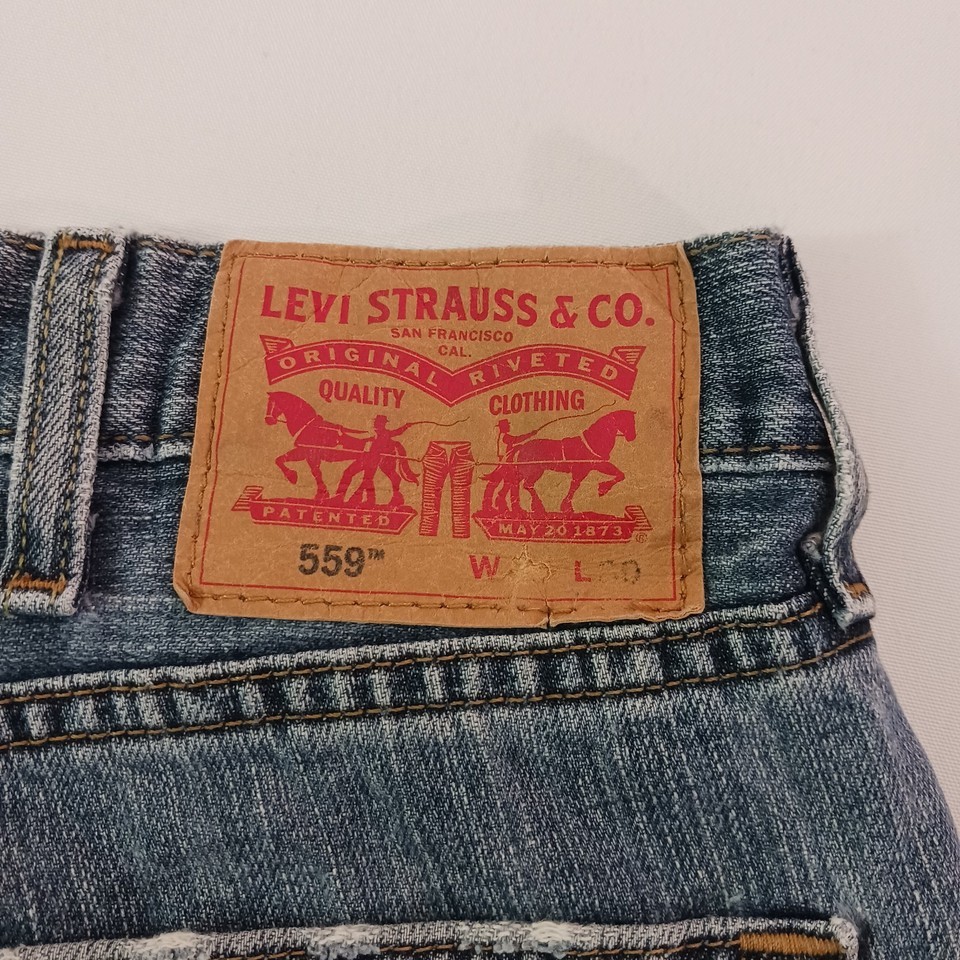 LEVI STRAUSS & CO.
SAN FRANCISCO
CAL.
ORIGINAL RIVETED
QUALITY CLOTHING
PATENTED MAY 20 1873 ®
559™ W L